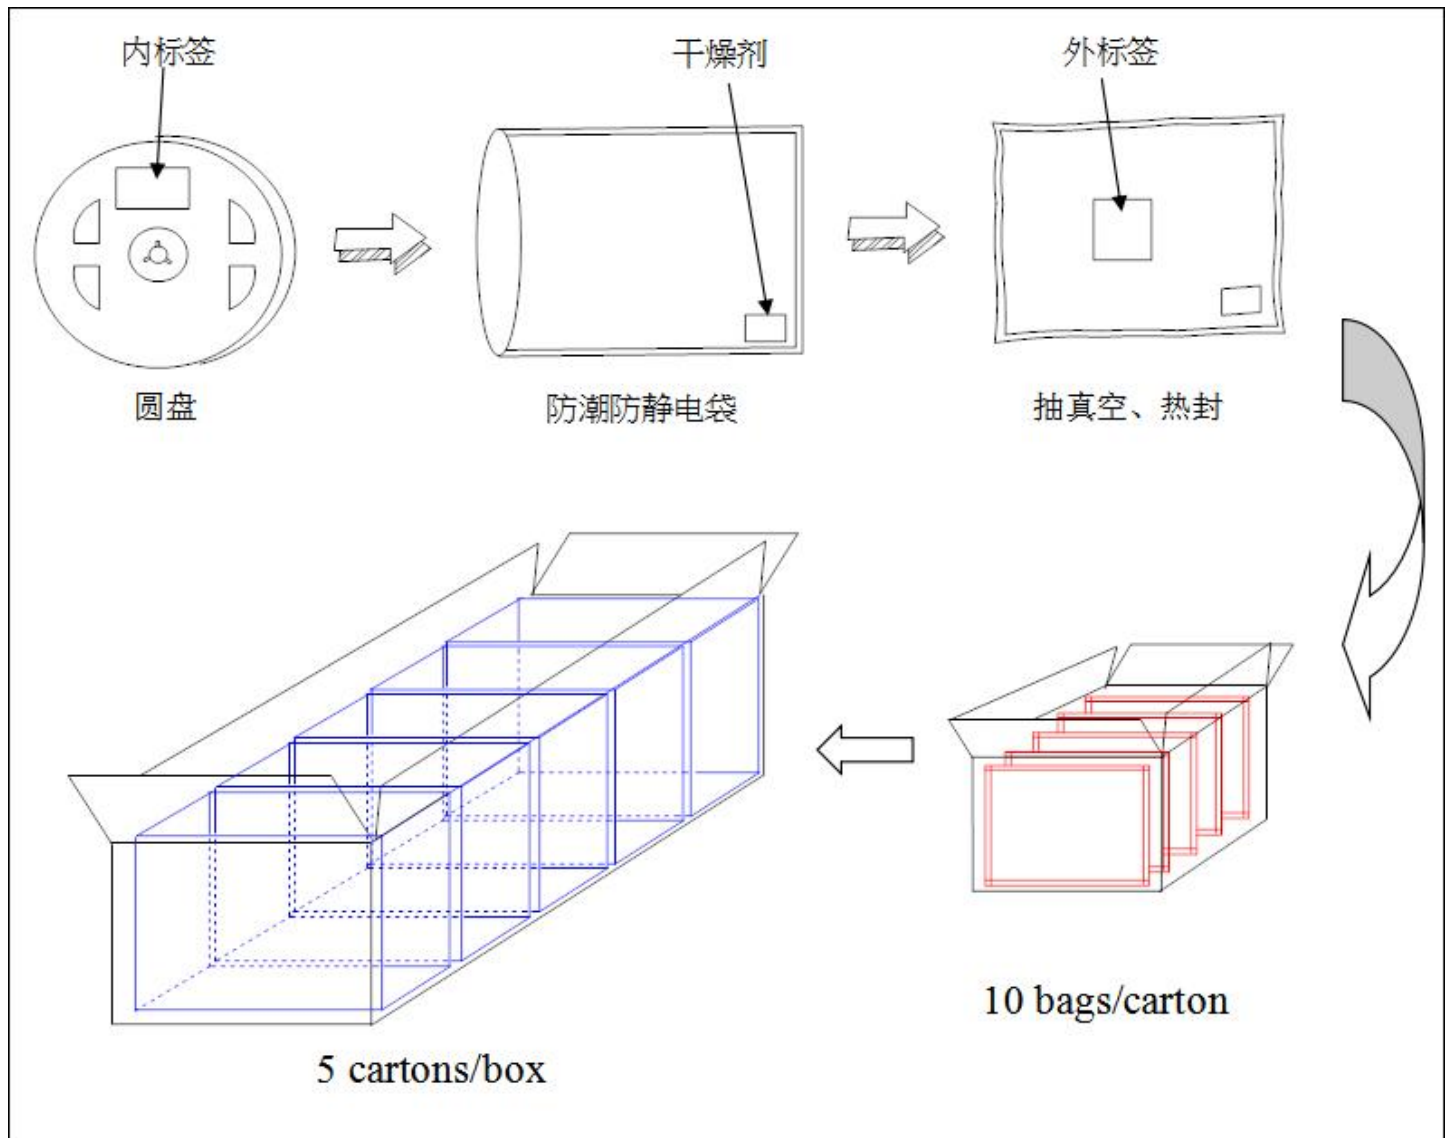 内标签
干燥剂
外标签
圆盘
防潮防静电袋
抽真空、热封
10 bags/carton
5 cartons/box